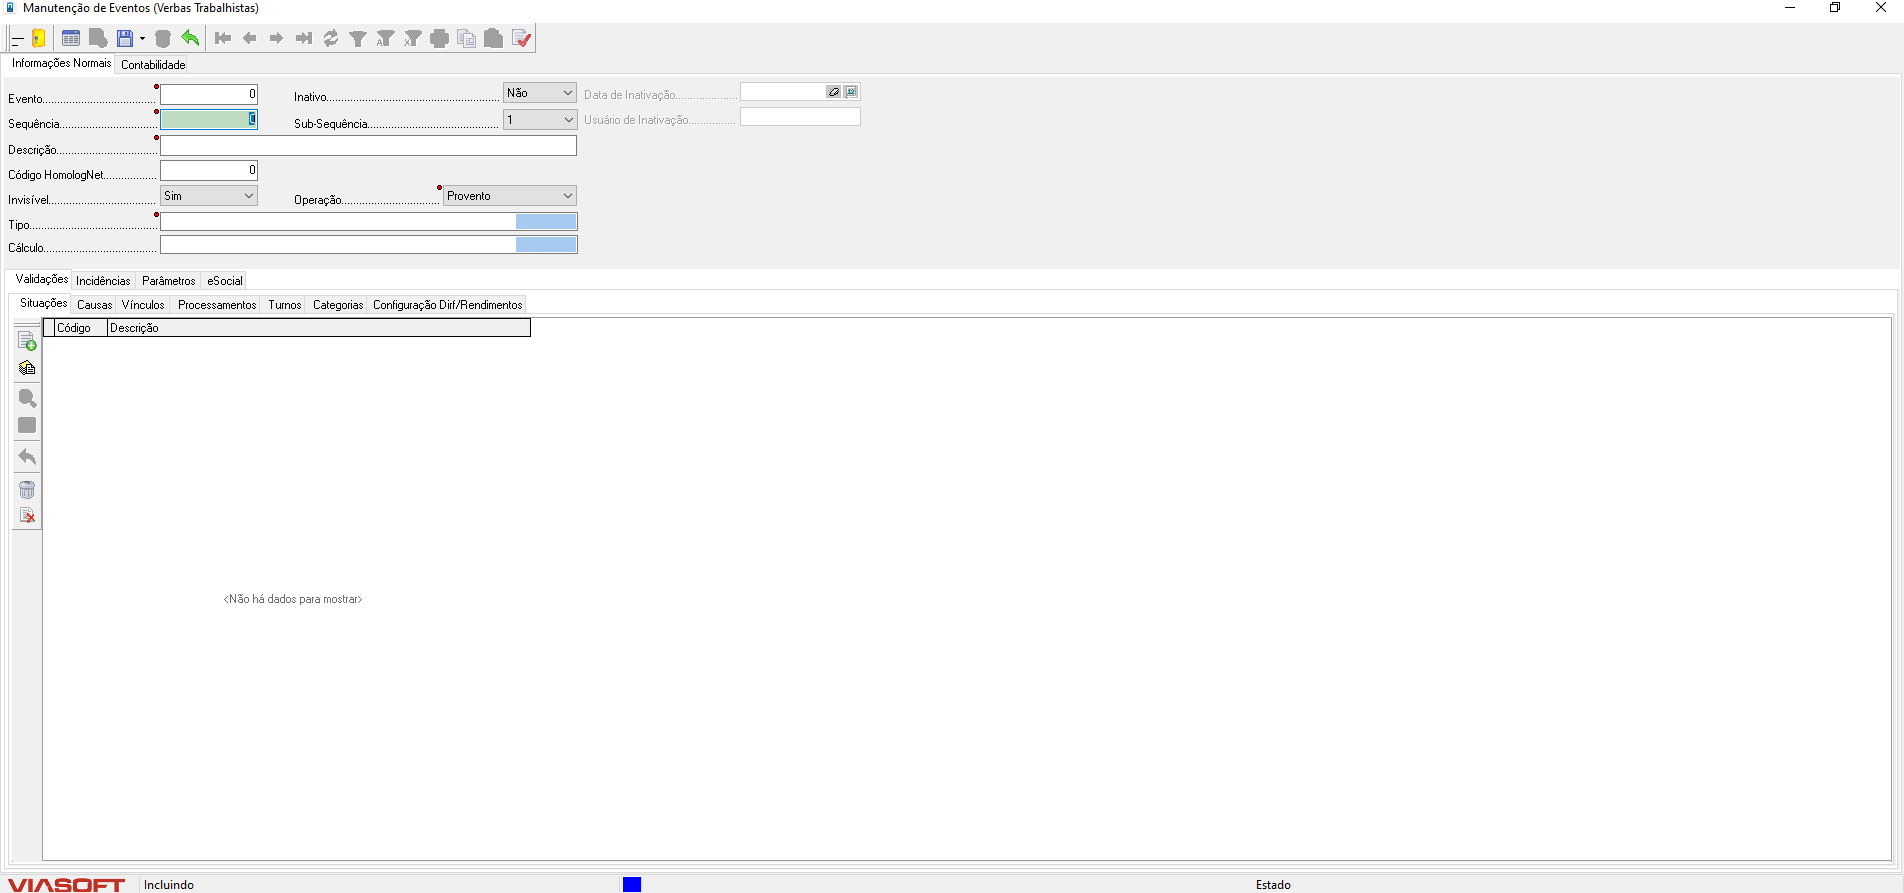 Manutenção de Eventos (Verbas Trabalhistas)
Informações Normais Contabilidade
Evento 0 Inativo Não Data de Inativação
Sequência 0 Sub-Sequência 1 Usuário de Inativação
Descrição
Código HomologNet 0
Invisível Sim Operação Provento
Tipo
Cálculo
Validações Incidências Parâmetros eSocial
Situações Causas Vínculos Processamentos Turnos Categorias Configuração Dirf/Rendimentos
Código Descrição
<Não há dados para mostrar>
VIASOFT Incluindo Estado